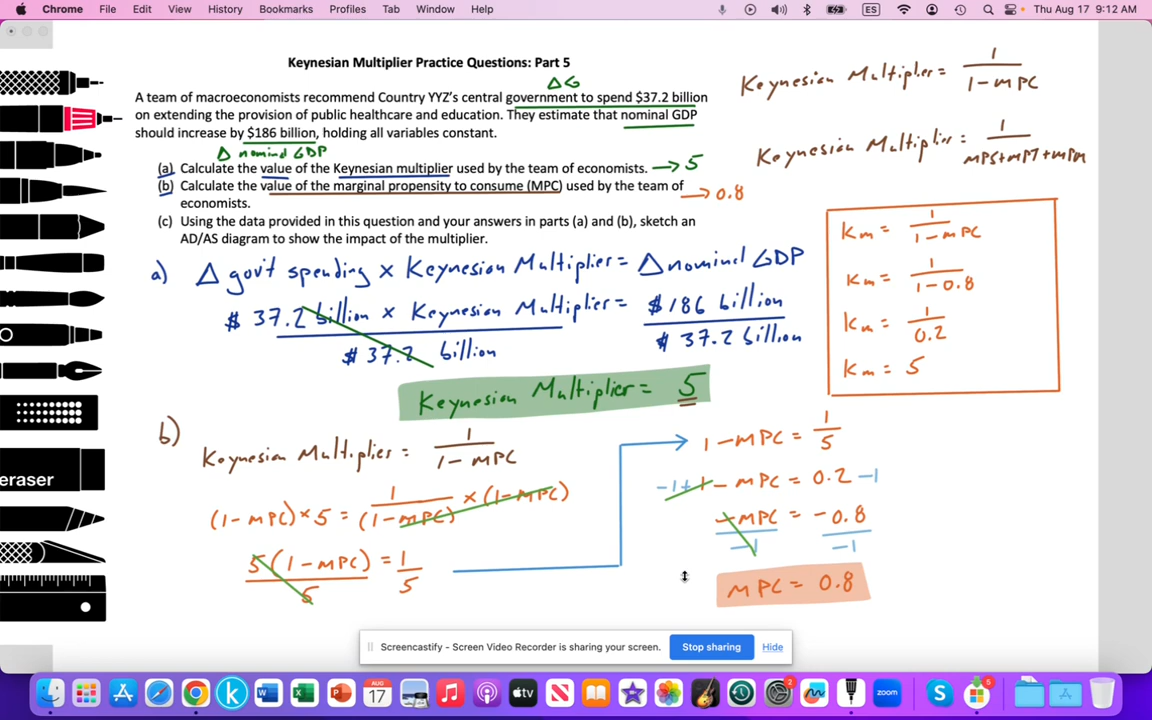 Chrome File Edit View History Bookmarks Profiles Tab Window Help ES Thu Aug 17 9:12 AM
Keynesian Multiplier Practice Questions: Part 5
ΔG
A team of macroeconomists recommend Country YYZ's central government to spend $37.2 billion
on extending the provision of public healthcare and education. They estimate that nominal GDP
should increase by $186 billion, holding all variables constant.
Δ nominal GDP
(a) Calculate the value of the Keynesian multiplier used by the team of economists. → 5
(b) Calculate the value of the marginal propensity to consume (MPC) used by the team of
economists.
→ 0.8
(c) Using the data provided in this question and your answers in parts (a) and (b), sketch an
AD/AS diagram to show the impact of the multiplier.
Keynesian Multiplier = 1
1 - MPC
Keynesian Multiplier = 1
MPS+MPT+MPM
Km = 1
1 - MPC
Km = 1
1 - 0.8
Km = 1
0.2
Km = 5
a) Δ gov't spending x Keynesian Multiplier = Δ nominal GDP
$ 37.2 billion x Keynesian Multiplier = $186 billion
$ 37.2 billion $ 37.2 billion
Keynesian Multiplier = 5
b) Keynesian Multiplier = 1
1 - MPC
(1 - MPC) x 5 = 1 x (1 - MPC)
(1 - MPC)
5 (1 - MPC) = 1
5 5
1 - MPC = 1
5
-1 + 1 - MPC = 0.2 - 1
-MPC = -0.8
-1 -1
MPC = 0.8
eraser
Screencastify - Screen Video Recorder is sharing your screen. Stop sharing Hide
AUG
17
tv
2
zoom
5